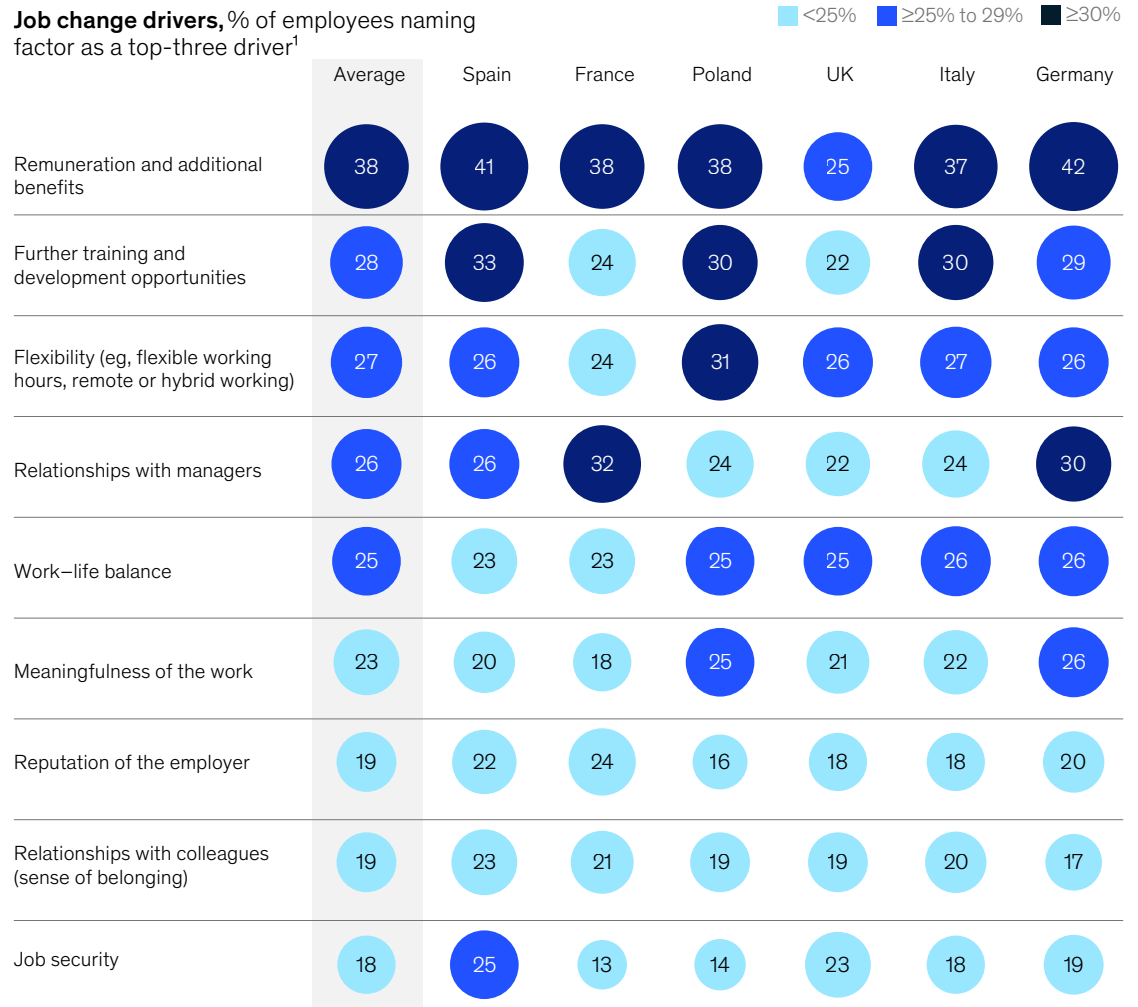 Job change drivers, % of employees naming
factor as a top-three driver¹
<25% ≥25% to 29% ≥30%
Average Spain France Poland UK Italy Germany
Remuneration and additional
benefits
38 41 38 38 25 37 42
Further training and
development opportunities
28 33 24 30 22 30 29
Flexibility (eg, flexible working
hours, remote or hybrid working)
27 26 24 31 26 27 26
Relationships with managers
26 26 32 24 22 24 30
Work–life balance
25 23 23 25 25 26 26
Meaningfulness of the work
23 20 18 25 21 22 26
Reputation of the employer
19 22 24 16 18 18 20
Relationships with colleagues
(sense of belonging)
19 23 21 19 19 20 17
Job security
18 25 13 14 23 18 19